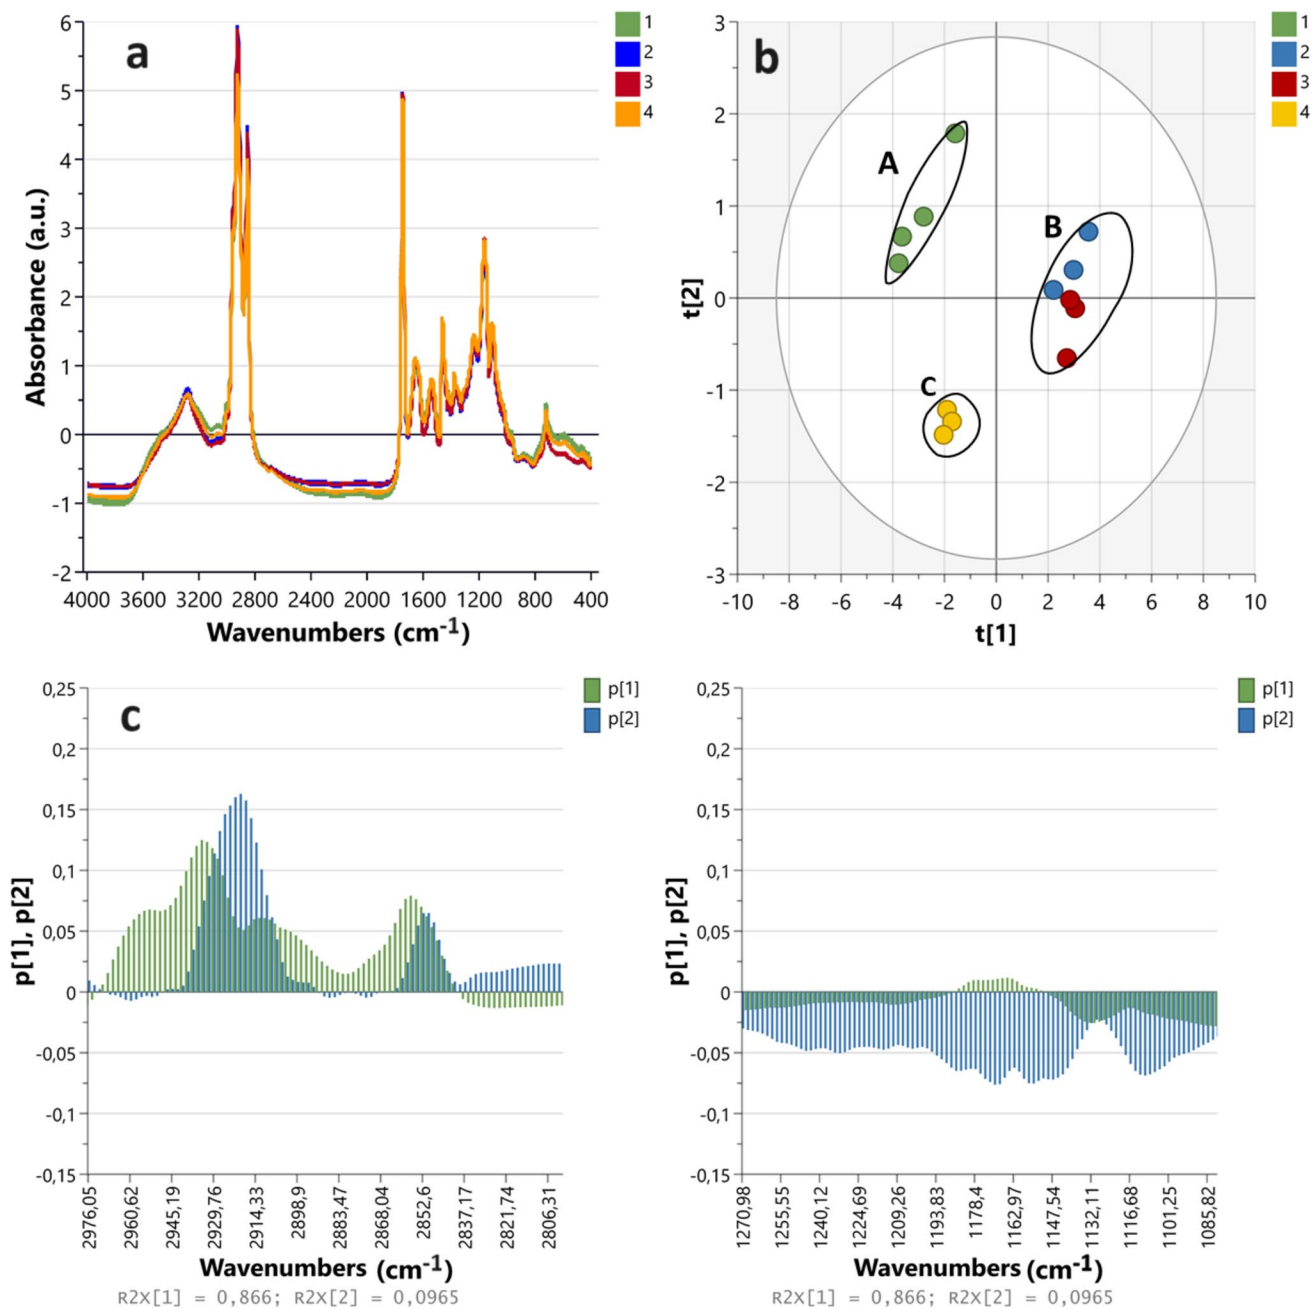 a
6
5
4
3
2
1
0
-1
-2
Absorbance (a.u.)
4000 3600 3200 2800 2400 2000 1600 1200 800 400
Wavenumbers (cm-1)
1
2
3
4
b
3
2
1
0
-1
-2
-3
t[2]
A
B
C
-10 -8 -6 -4 -2 0 2 4 6 8 10
t[1]
1
2
3
4
c
0,25
0,2
0,15
0,1
0,05
0
-0,05
-0,1
-0,15
p[1], p[2]
p[1]
p[2]
2976,05 2960,62 2945,19 2929,76 2914,33 2898,9 2883,47 2868,04 2852,6 2837,17 2821,74 2806,31
Wavenumbers (cm-1)
R2X[1] = 0,866; R2X[2] = 0,0965
0,25
0,2
0,15
0,1
0,05
0
-0,05
-0,1
-0,15
p[1], p[2]
p[1]
p[2]
1270,98 1255,55 1240,12 1224,69 1209,26 1193,83 1178,4 1162,97 1147,54 1132,11 1116,68 1101,25 1085,82
Wavenumbers (cm-1)
R2X[1] = 0,866; R2X[2] = 0,0965